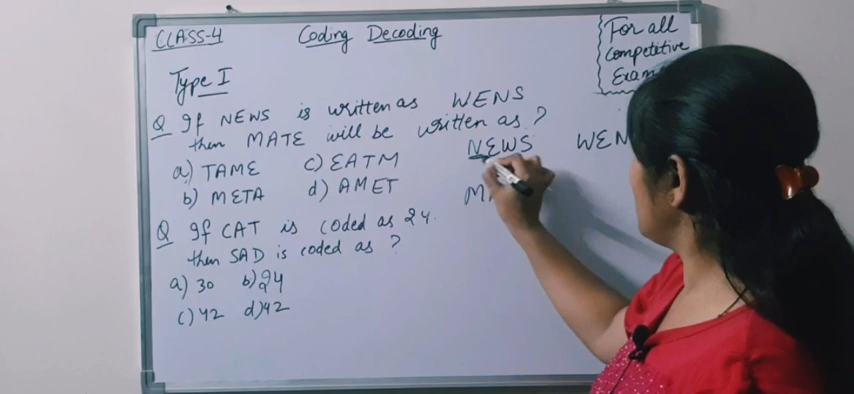 CLASS-4
Coding Decoding
For all
Competitive
Type I
Q If NEWS is written as WENS
then MATE will be written as ?
a) TAME c) EATM
b) META d) AMET
NEWS WEN
Q If CAT is coded as 24.
then SAD is coded as ?
a) 30 b) 24
c) 42 d) 42